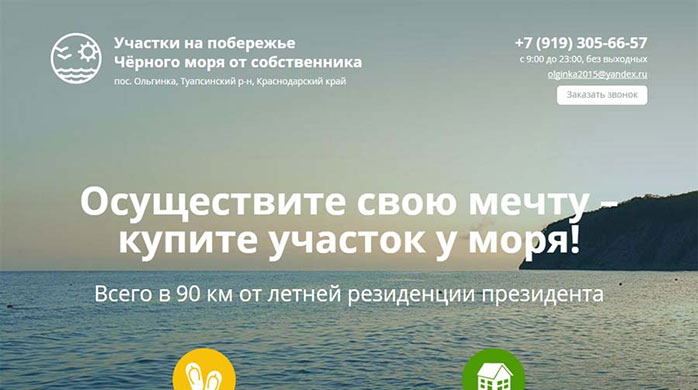 Участки на побережье
Чёрного моря от собственника
пос. Ольгинка, Туапсинский р-н, Краснодарский край
+7 (919) 305-66-57
с 9:00 до 23:00, без выходных
olginka2015@yandex.ru
Заказать звонок
Осуществите свою мечту –
купите участок у моря!
Всего в 90 км от летней резиденции президента